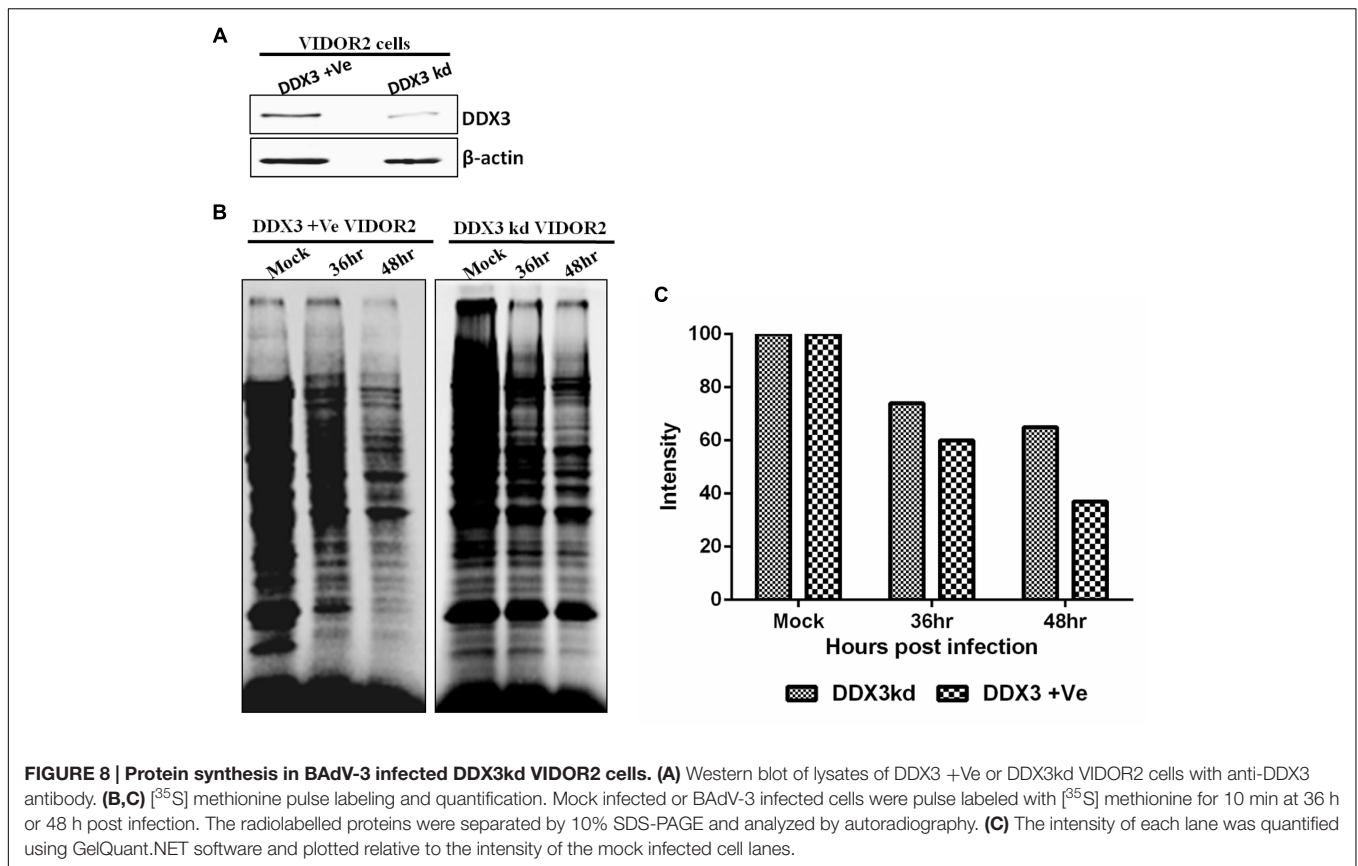 A
VIDOR2 cells
DDX3 +Ve DDX3 kd
DDX3
β-actin
B
DDX3 +Ve VIDOR2 DDX3 kd VIDOR2
Mock 36hr 48hr Mock 36hr 48hr
C
100
80
60
40
20
0
Intensity
Mock 36hr 48hr
Hours post infection
DDX3kd DDX3 +Ve
FIGURE 8 | Protein synthesis in BAdV-3 infected DDX3kd VIDOR2 cells. (A) Western blot of lysates of DDX3 +Ve or DDX3kd VIDOR2 cells with anti-DDX3
antibody. (B,C) [³⁵S] methionine pulse labeling and quantification. Mock infected or BAdV-3 infected cells were pulse labeled with [³⁵S] methionine for 10 min at 36 h
or 48 h post infection. The radiolabelled proteins were separated by 10% SDS-PAGE and analyzed by autoradiography. (C) The intensity of each lane was quantified
using GelQuant.NET software and plotted relative to the intensity of the mock infected cell lanes.